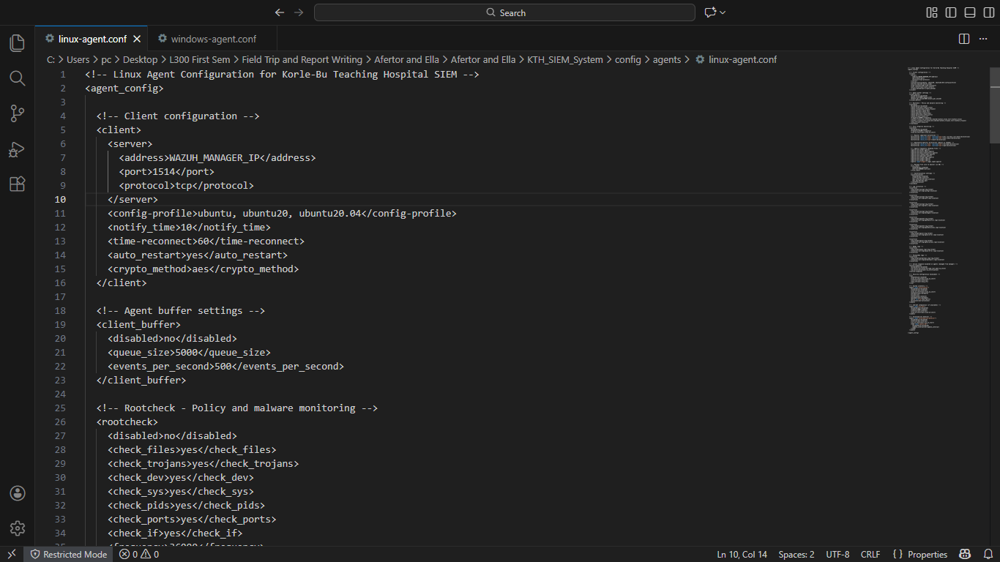 Search
linux-agent.conf
windows-agent.conf
C: > Users > pc > Desktop > L300 First Sem > Field Trip and Report Writing > Afertor and Ella > Afertor and Ella > KTH_SIEM_System > config > agents > linux-agent.conf
1 <!-- Linux Agent Configuration for Korle-Bu Teaching Hospital SIEM -->
2 <agent_config>
3
4 <!-- Client configuration -->
5 <client>
6 <server>
7 <address>WAZUH_MANAGER_IP</address>
8 <port>1514</port>
9 <protocol>tcp</protocol>
10 </server>
11 <config-profile>ubuntu, ubuntu20, ubuntu20.04</config-profile>
12 <notify_time>10</notify_time>
13 <time-reconnect>60</time-reconnect>
14 <auto_restart>yes</auto_restart>
15 <crypto_method>aes</crypto_method>
16 </client>
17
18 <!-- Agent buffer settings -->
19 <client_buffer>
20 <disabled>no</disabled>
21 <queue_size>5000</queue_size>
22 <events_per_second>500</events_per_second>
23 </client_buffer>
24
25 <!-- Rootcheck - Policy and malware monitoring -->
26 <rootcheck>
27 <disabled>no</disabled>
28 <check_files>yes</check_files>
29 <check_trojans>yes</check_trojans>
30 <check_dev>yes</check_dev>
31 <check_sys>yes</check_sys>
32 <check_pids>yes</check_pids>
33 <check_ports>yes</check_ports>
34 <check_if>yes</check_if>
35 <frequency>36000</frequency>
Restricted Mode 0 0 Ln 10, Col 14 Spaces: 2 UTF-8 CRLF { } Properties